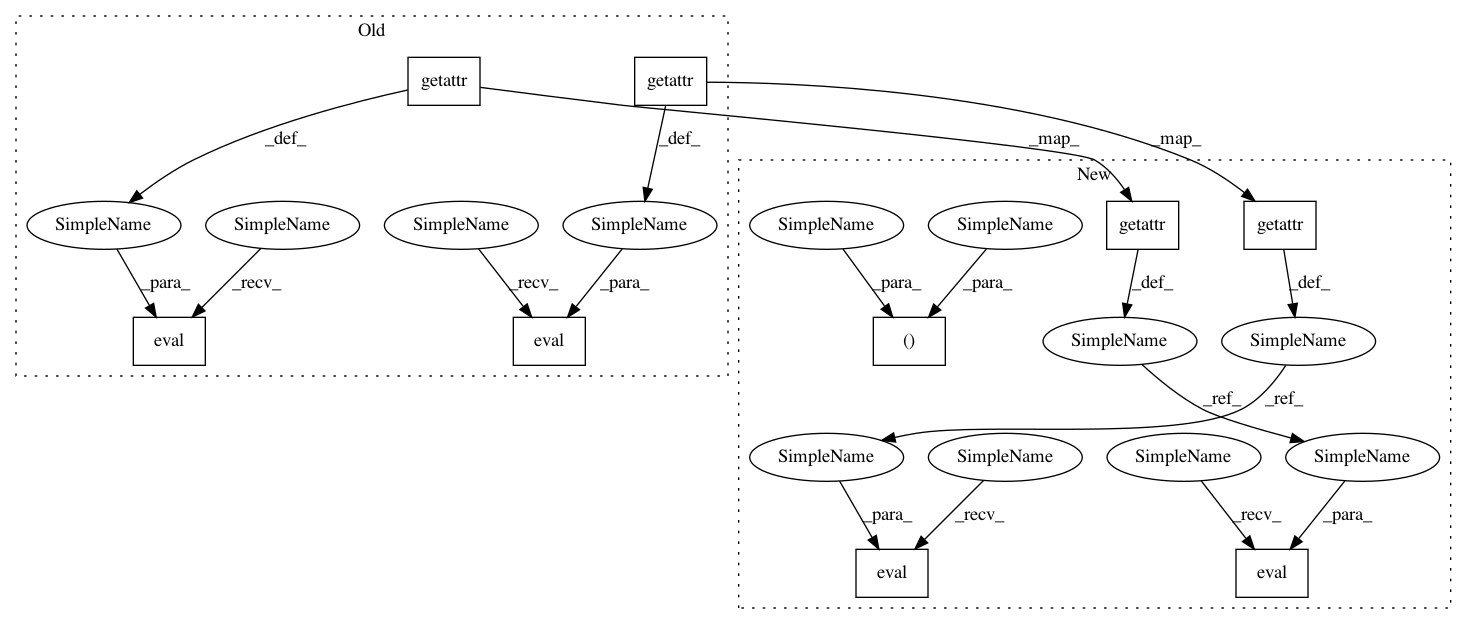 Old
getattr
getattr
_def_
_def_
_map_
_map_
New
SimpleName
SimpleName
SimpleName
SimpleName
SimpleName
SimpleName
getattr
getattr
_para_
_recv_
_recv_
_para_
_para_
_para_
_def_
_def_
eval
eval
()
SimpleName
SimpleName
_ref_
_ref_
SimpleName
SimpleName
SimpleName
SimpleName
_para_
_recv_
_recv_
_para_
eval
eval